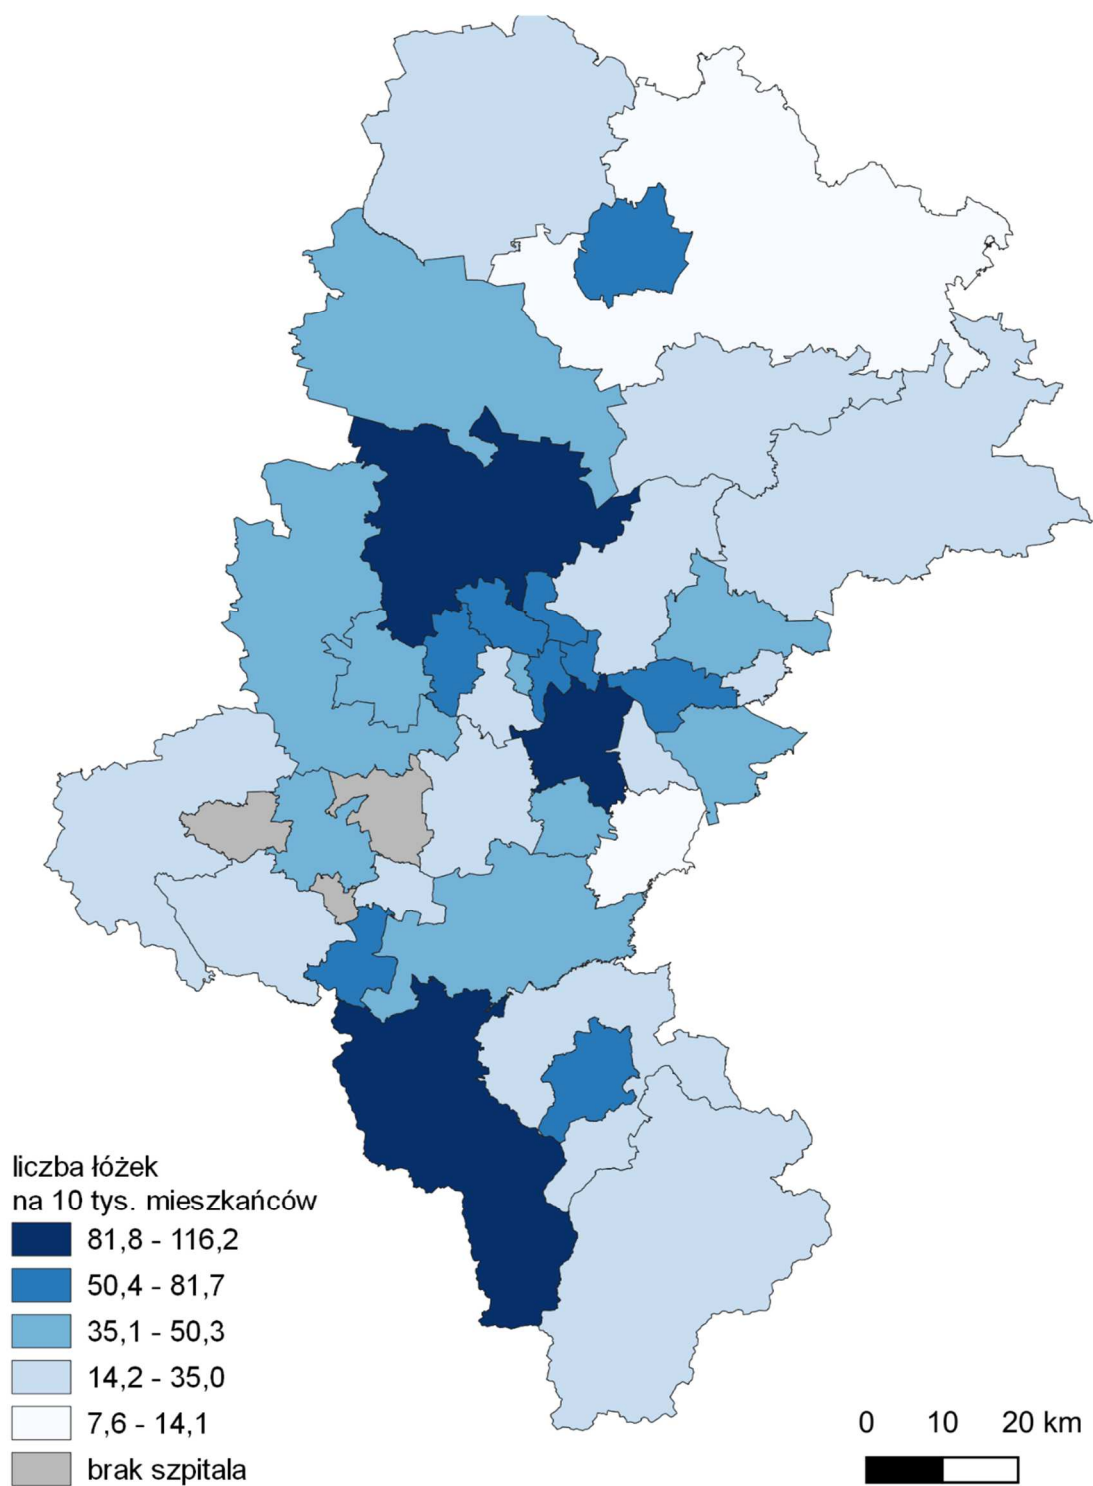 liczba łóżek
na 10 tys. mieszkańców
81,8 - 116,2
50,4 - 81,7
35,1 - 50,3
14,2 - 35,0
7,6 - 14,1
brak szpitala
0 10 20 km